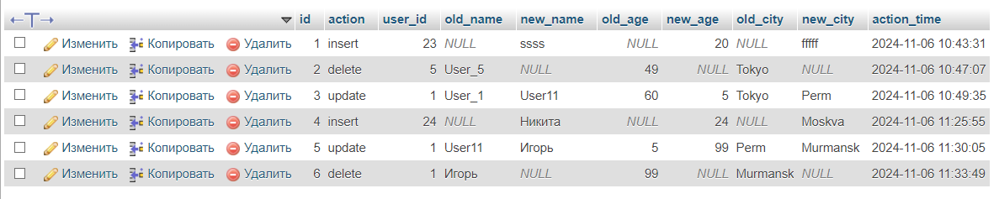 id action user_id old_name new_name old_age new_age old_city new_city action_time
Изменить Копировать Удалить 1 insert 23 NULL ssss NULL 20 NULL ffffff 2024-11-06 10:43:31
Изменить Копировать Удалить 2 delete 5 User_5 NULL 49 NULL Tokyo NULL 2024-11-06 10:47:07
Изменить Копировать Удалить 3 update 1 User_1 User11 60 5 Tokyo Perm 2024-11-06 10:49:35
Изменить Копировать Удалить 4 insert 24 NULL Никита NULL 24 NULL Moskva 2024-11-06 11:25:55
Изменить Копировать Удалить 5 update 1 User11 Игорь 5 99 Perm Murmansk 2024-11-06 11:30:05
Изменить Копировать Удалить 6 delete 1 Игорь NULL 99 NULL Murmansk NULL 2024-11-06 11:33:49